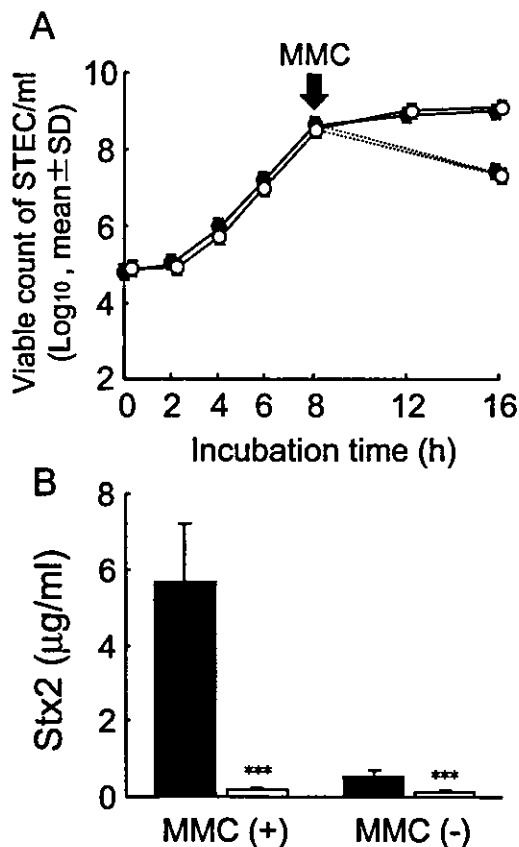 A
MMC
Viable count of STEC/ml
(Log10, mean±SD)
10
8
6
4
2
0 2 4 6 8 12 16
Incubation time (h)
B
Stx2 (μg/ml)
8
6
4
2
0
*** ***
MMC (+) MMC (-)